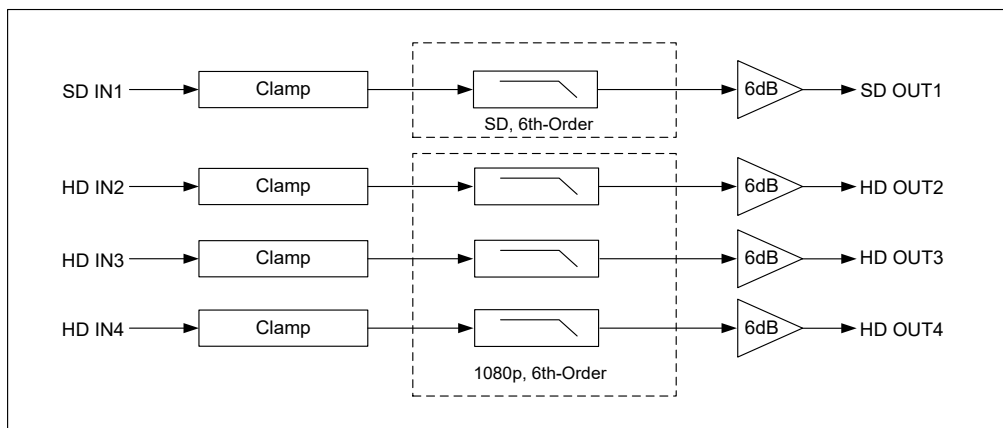 SD IN1 Clamp 6dB SD OUT1
SD, 6th-Order
HD IN2 Clamp 6dB HD OUT2
HD IN3 Clamp 6dB HD OUT3
HD IN4 Clamp 6dB HD OUT4
1080p, 6th-Order